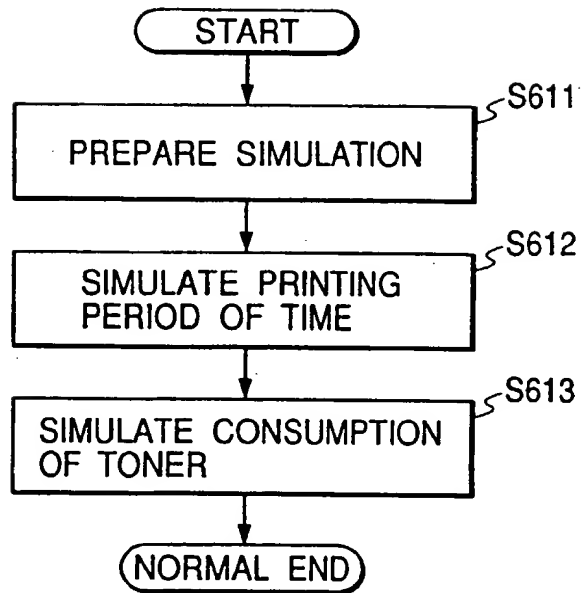 START
S611
PREPARE SIMULATION
S612
SIMULATE PRINTING
PERIOD OF TIME
S613
SIMULATE CONSUMPTION
OF TONER
NORMAL END